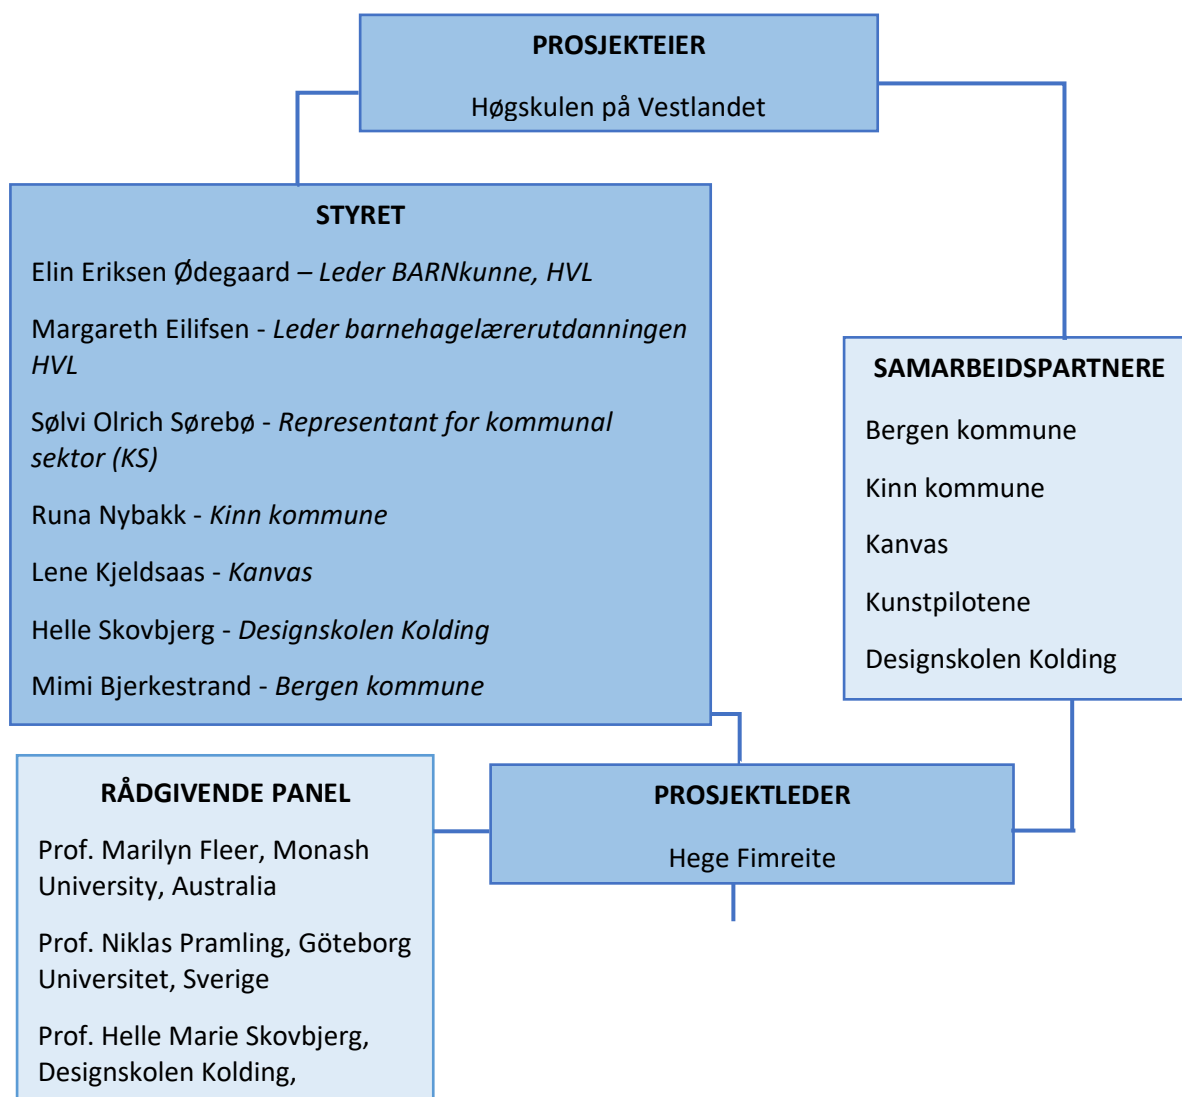 PROSJEKTEIER
Høgskulen på Vestlandet
STYRET
Elin Eriksen Ødegaard – Leder BARNkunne, HVL
Margareth Eilifsen - Leder barnehagelærerutdanningen
HVL
Sølvi Olrich Sørebø - Representant for kommunal
sektor (KS)
Runa Nybakk - Kinn kommune
Lene Kjeldsaas - Kanvas
Helle Skovbjerg - Designskolen Kolding
Mimi Bjerkestrand - Bergen kommune
SAMARBEIDSPARTNERE
Bergen kommune
Kinn kommune
Kanvas
Kunstpilotene
Designskolen Kolding
RÅDGIVENDE PANEL
Prof. Marilyn Fleer, Monash
University, Australia
Prof. Niklas Pramling, Göteborg
Universitet, Sverige
Prof. Helle Marie Skovbjerg,
Designskolen Kolding,
PROSJEKTLEDER
Hege Fimreite